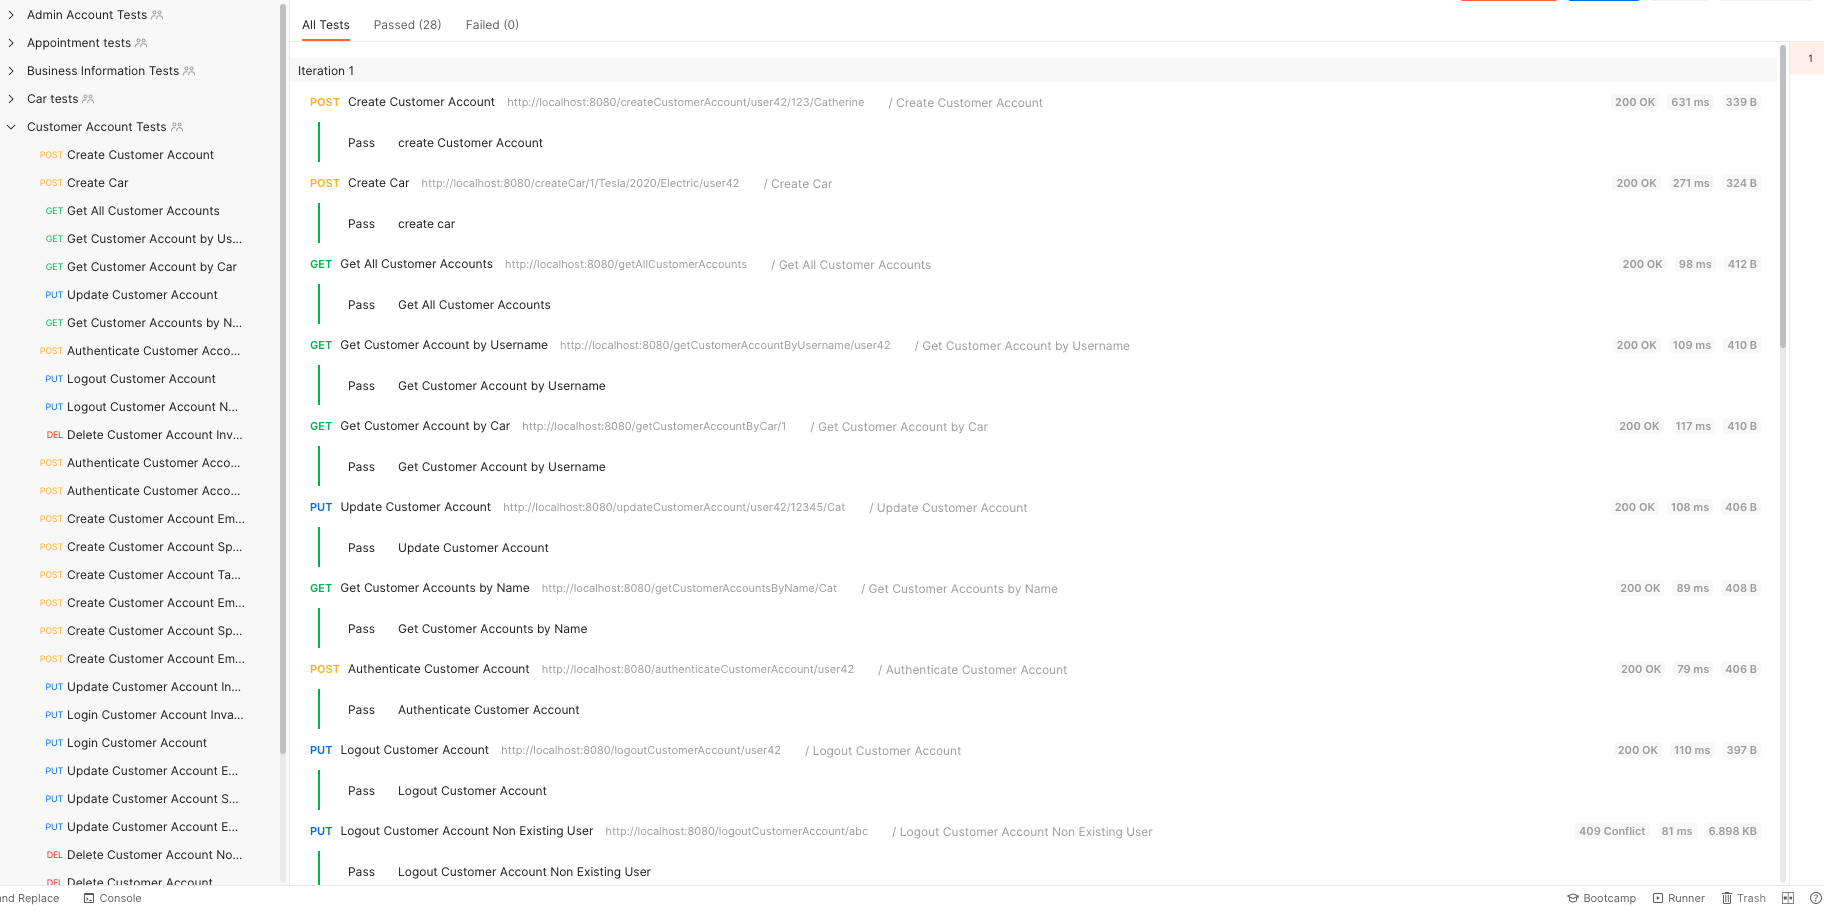 Admin Account Tests
Appointment tests
Business Information Tests
Car tests
Customer Account Tests
POST Create Customer Account
POST Create Car
GET Get All Customer Accounts
GET Get Customer Account by Us...
GET Get Customer Account by Car
PUT Update Customer Account
GET Get Customer Accounts by N...
POST Authenticate Customer Acco...
PUT Logout Customer Account
PUT Logout Customer Account N...
DEL Delete Customer Account Inv...
POST Authenticate Customer Acco...
POST Authenticate Customer Acco...
POST Create Customer Account Em...
POST Create Customer Account Sp...
POST Create Customer Account Ta...
POST Create Customer Account Em...
POST Create Customer Account Sp...
POST Create Customer Account Em...
PUT Update Customer Account In...
PUT Login Customer Account Inva...
PUT Login Customer Account
PUT Update Customer Account E...
PUT Update Customer Account S...
PUT Update Customer Account E...
DEL Delete Customer Account No...
DEL Delete Customer Account
All Tests Passed (28) Failed (0)
1
Iteration 1
POST Create Customer Account http://localhost:8080/createCustomerAccount/user42/123/Catherine / Create Customer Account 200 OK 631 ms 339 B
Pass create Customer Account
POST Create Car http://localhost:8080/createCar/1/Tesla/2020/Electric/user42 / Create Car 200 OK 271 ms 324 B
Pass create car
GET Get All Customer Accounts http://localhost:8080/getAllCustomerAccounts / Get All Customer Accounts 200 OK 98 ms 412 B
Pass Get All Customer Accounts
GET Get Customer Account by Username http://localhost:8080/getCustomerAccountByUsername/user42 / Get Customer Account by Username 200 OK 109 ms 410 B
Pass Get Customer Account by Username
GET Get Customer Account by Car http://localhost:8080/getCustomerAccountByCar/1 / Get Customer Account by Car 200 OK 117 ms 410 B
Pass Get Customer Account by Username
PUT Update Customer Account http://localhost:8080/updateCustomerAccount/user42/12345/Cat / Update Customer Account 200 OK 108 ms 406 B
Pass Update Customer Account
GET Get Customer Accounts by Name http://localhost:8080/getCustomerAccountsByName/Cat / Get Customer Accounts by Name 200 OK 89 ms 408 B
Pass Get Customer Accounts by Name
POST Authenticate Customer Account http://localhost:8080/authenticateCustomerAccount/user42 / Authenticate Customer Account 200 OK 79 ms 406 B
Pass Authenticate Customer Account
PUT Logout Customer Account http://localhost:8080/logoutCustomerAccount/user42 / Logout Customer Account 200 OK 110 ms 397 B
Pass Logout Customer Account
PUT Logout Customer Account Non Existing User http://localhost:8080/logoutCustomerAccount/abc / Logout Customer Account Non Existing User 409 Conflict 81 ms 6.898 KB
Pass Logout Customer Account Non Existing User
nd Replace Console Bootcamp Runner Trash